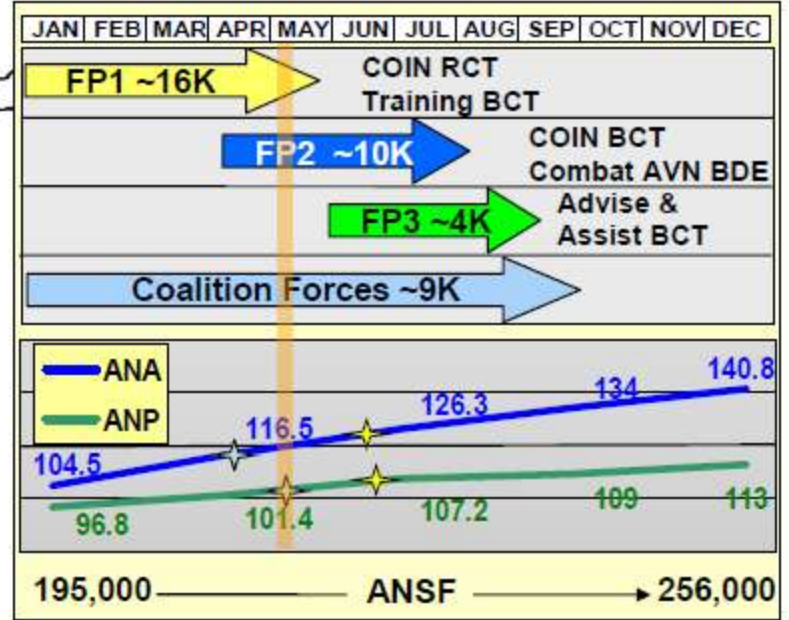 JAN FEB MAR APR MAY JUN JUL AUG SEP OCT NOV DEC
FP1 ~16K
COIN RCT
Training BCT
FP2 ~10K
COIN BCT
Combat AVN BDE
FP3 ~4K
Advise &
Assist BCT
Coalition Forces ~9K
ANA
ANP
104.5
116.5
126.3
134
140.8
96.8
101.4
107.2
109
113
195,000 ANSF 256,000